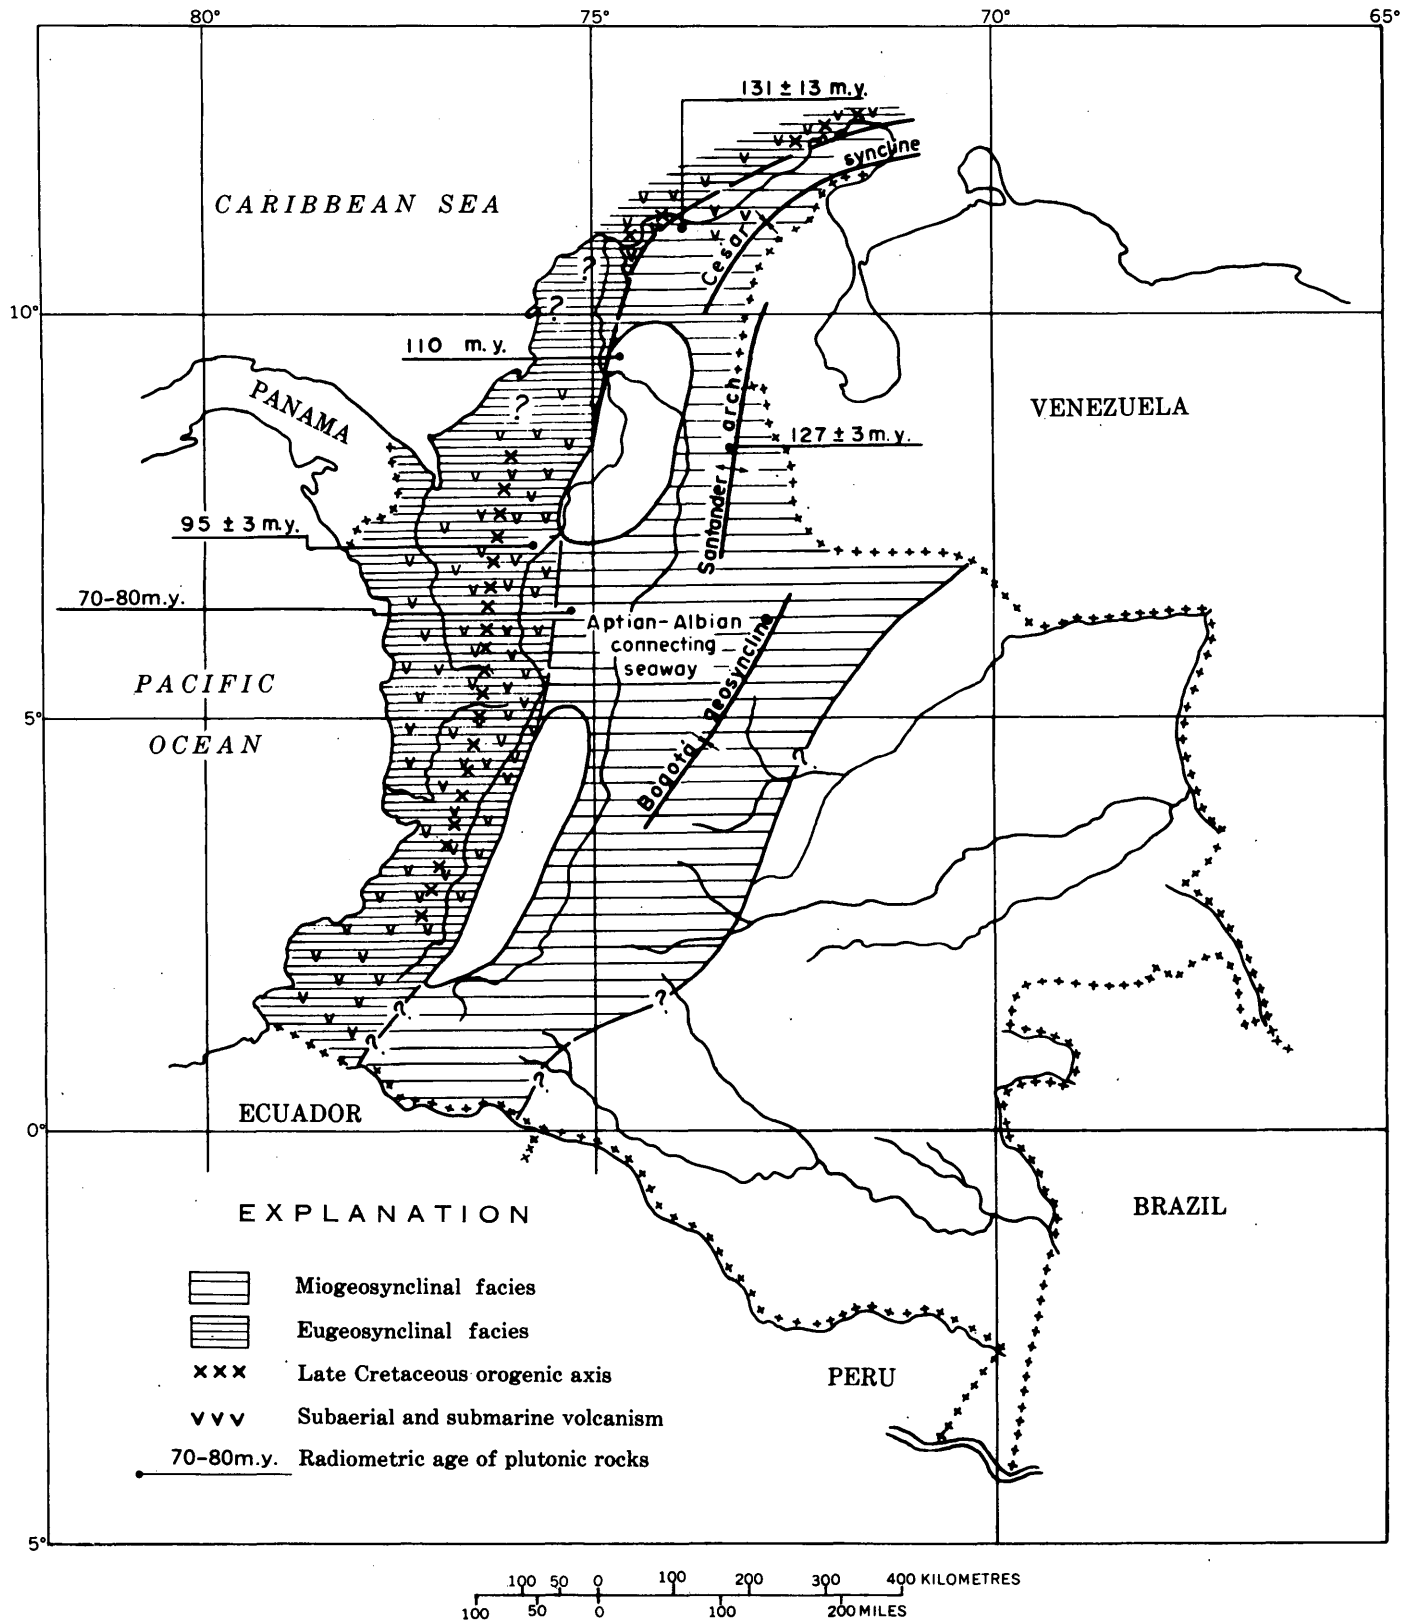 80° 75° 70° 65°
131 ± 13 m.y.
syncline
CARIBBEAN SEA
Cesar
?
10°
?
110 m.y.
PANAMA
?
arch
VENEZUELA
127 ± 3 m.y.
Santander
95 ± 3 m.y.
70-80m.y.
Aptian-Albian
connecting
seaway
Bogotá geosyncline
PACIFIC
OCEAN
5°
?
?
?
?
?
ECUADOR
0°
BRAZIL
EXPLANATION
Miogeosynclinal facies
Eugeosynclinal facies
××× Late Cretaceous orogenic axis
v v v Subaerial and submarine volcanism
70-80m.y. Radiometric age of plutonic rocks
PERU
5°
100 50 0 100 200 300 400 KILOMETRES
100 50 0 100 200 MILES